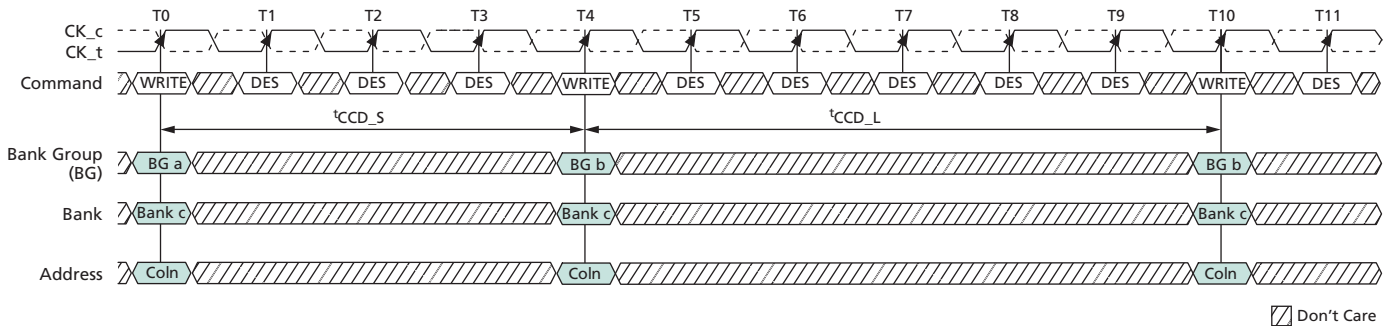 T0 T1 T2 T3 T4 T5 T6 T7 T8 T9 T10 T11
CK_c
CK_t
Command WRITE DES DES DES WRITE DES DES DES DES DES WRITE DES
tCCD_S tCCD_L
Bank Group
(BG) BG a BG b BG b
Bank Bank c Bank c Bank c
Address Coln Coln Coln
Don't Care